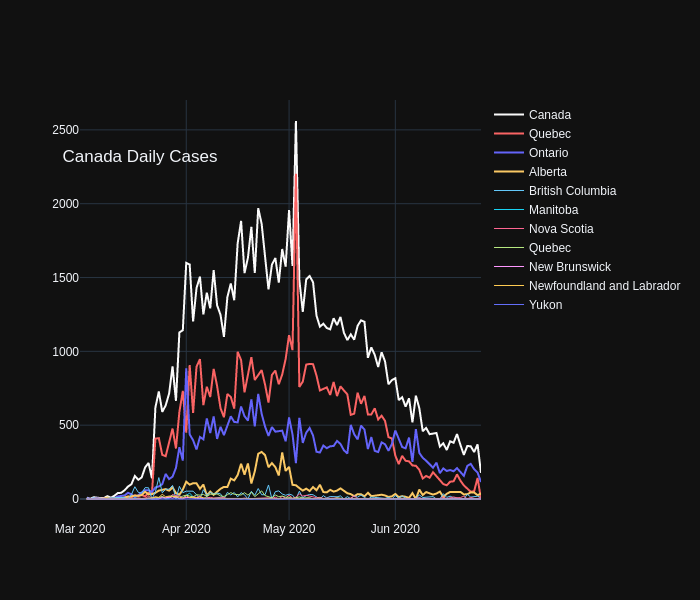 Canada Daily Cases
2500
2000
1500
1000
500
0
Mar 2020
Apr 2020
May 2020
Jun 2020
Canada
Quebec
Ontario
Alberta
British Columbia
Manitoba
Nova Scotia
Quebec
New Brunswick
Newfoundland and Labrador
Yukon